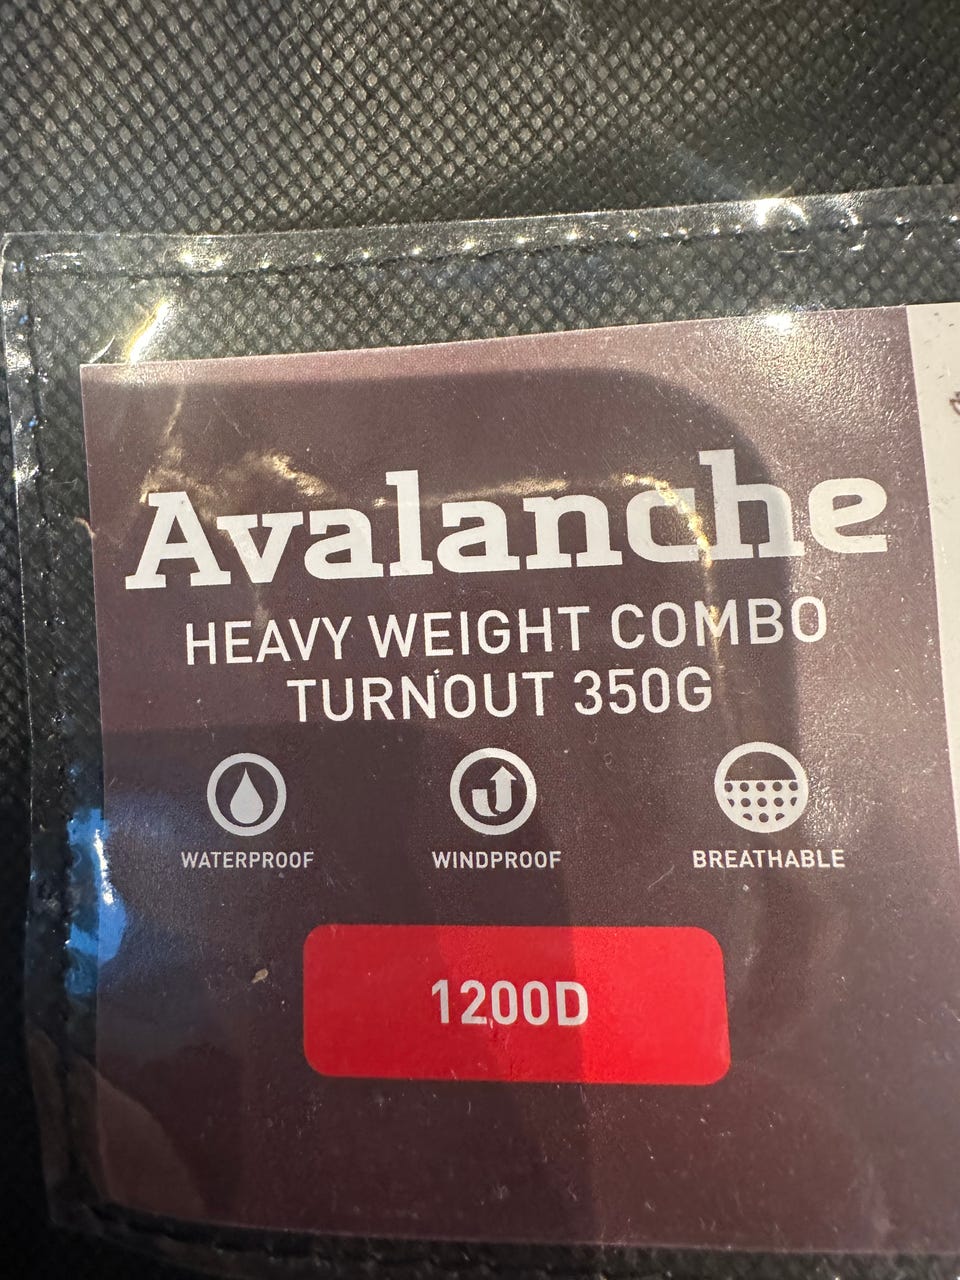 Avalanche
HEAVY WEIGHT COMBO
TURNOUT 350G
WATERPROOF
WINDPROOF
BREATHABLE
1200D